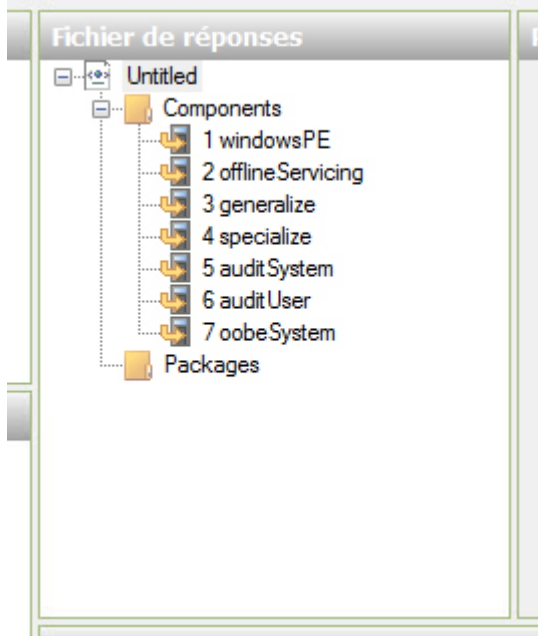 Fichier de réponses
Untitled
Components
1 windowsPE
2 offlineServicing
3 generalize
4 specialize
5 auditSystem
6 auditUser
7 oobeSystem
Packages